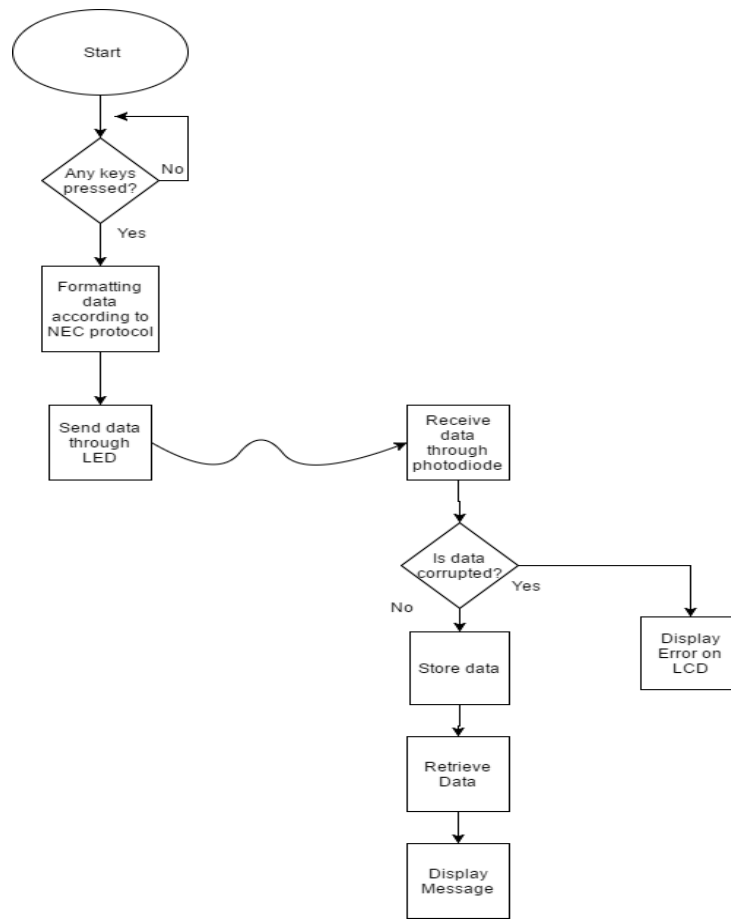 Start
Any keys
pressed?
No
Yes
Formatting
data
according to
NEC protocol
Send data
through
LED
Receive
data
through
photodiode
Is data
corrupted?
Yes
No
Display
Error on
LCD
Store data
Retrieve
Data
Display
Message